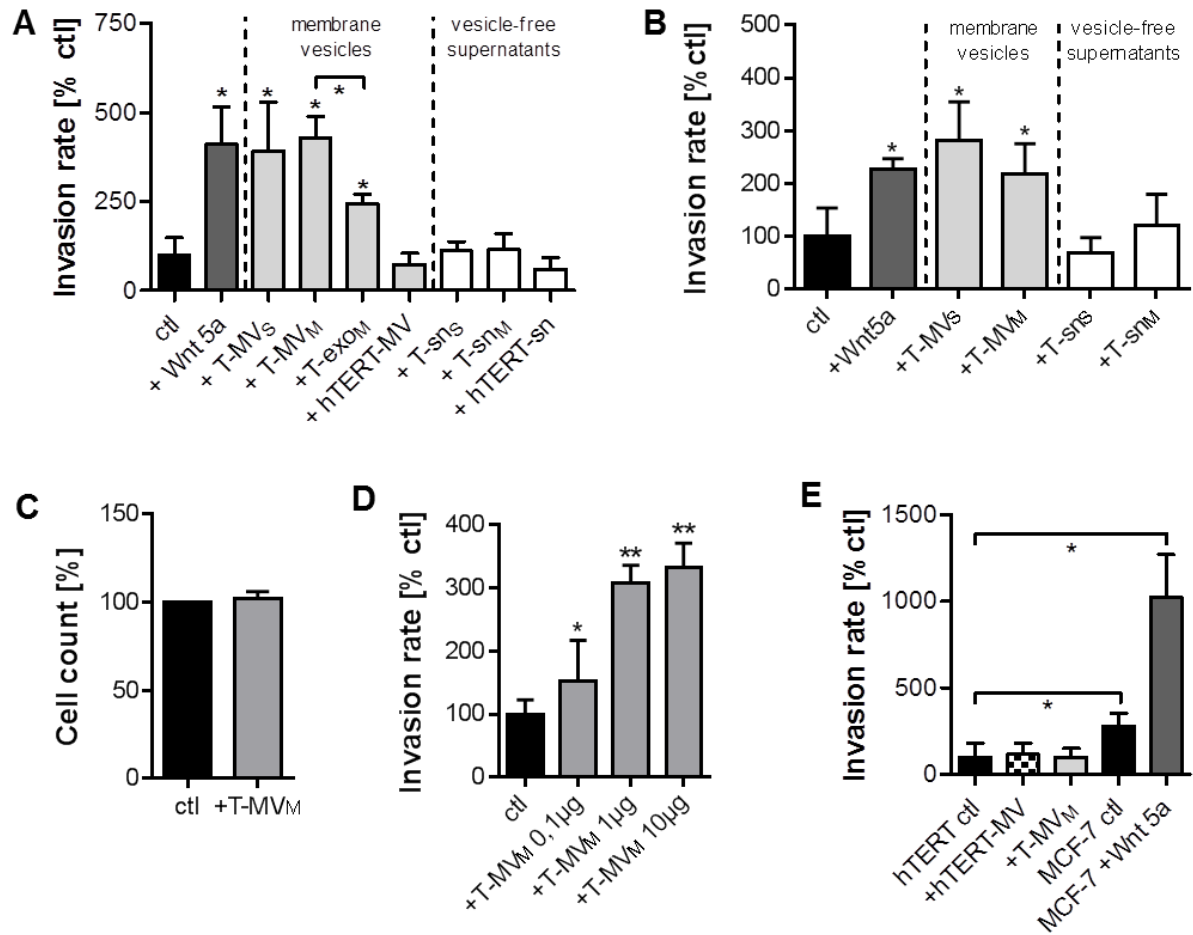 A
Invasion rate [% ctl]
750
500
250
0
membrane
vesicles
vesicle-free
supernatants
*
*
*
*
*
ctl
+ Wnt 5a
+ T-MVS
+ T-MVM
+T-exoM
+ hTERT-MV
+ T-snS
+ T-snM
+ hTERT-sn
B
Invasion rate [% ctl]
500
400
300
200
100
0
membrane
vesicles
vesicle-free
supernatants
*
*
*
ctl
+Wnt5a
+T-MVS
+T-MVM
+T-snS
+T-snM
C
Cell count [%]
150
100
50
0
ctl
+T-MVM
D
Invasion rate [% ctl]
400
300
200
100
0
*
**
**
ctl
+T-MVM 0, 1µg
+T-MVM 1µg
+T-MVM 10µg
E
Invasion rate [% ctl]
1500
1000
500
0
*
*
hTERT ctl
+hTERT-MV
+T-MVM
MCF-7 ctl
MCF-7 +Wnt 5a